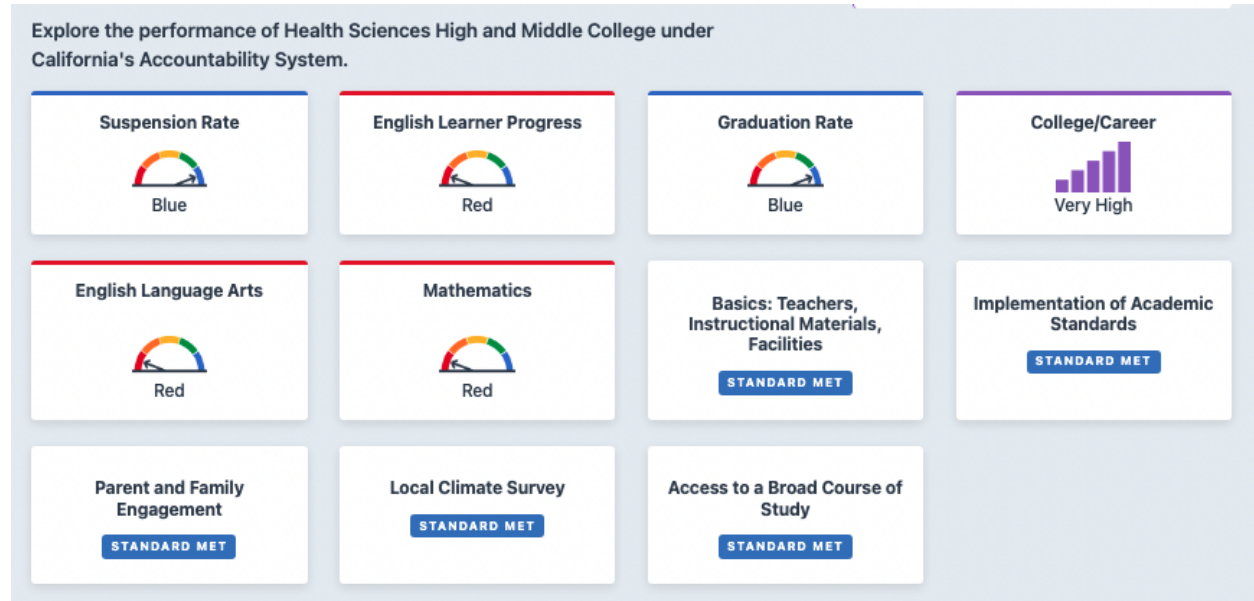 Explore the performance of Health Sciences High and Middle College under
California's Accountability System.
Suspension Rate
Blue
English Learner Progress
Red
Graduation Rate
Blue
College/Career
Very High
English Language Arts
Red
Mathematics
Red
Basics: Teachers,
Instructional Materials,
Facilities
STANDARD MET
Implementation of Academic
Standards
STANDARD MET
Parent and Family
Engagement
STANDARD MET
Local Climate Survey
STANDARD MET
Access to a Broad Course of
Study
STANDARD MET